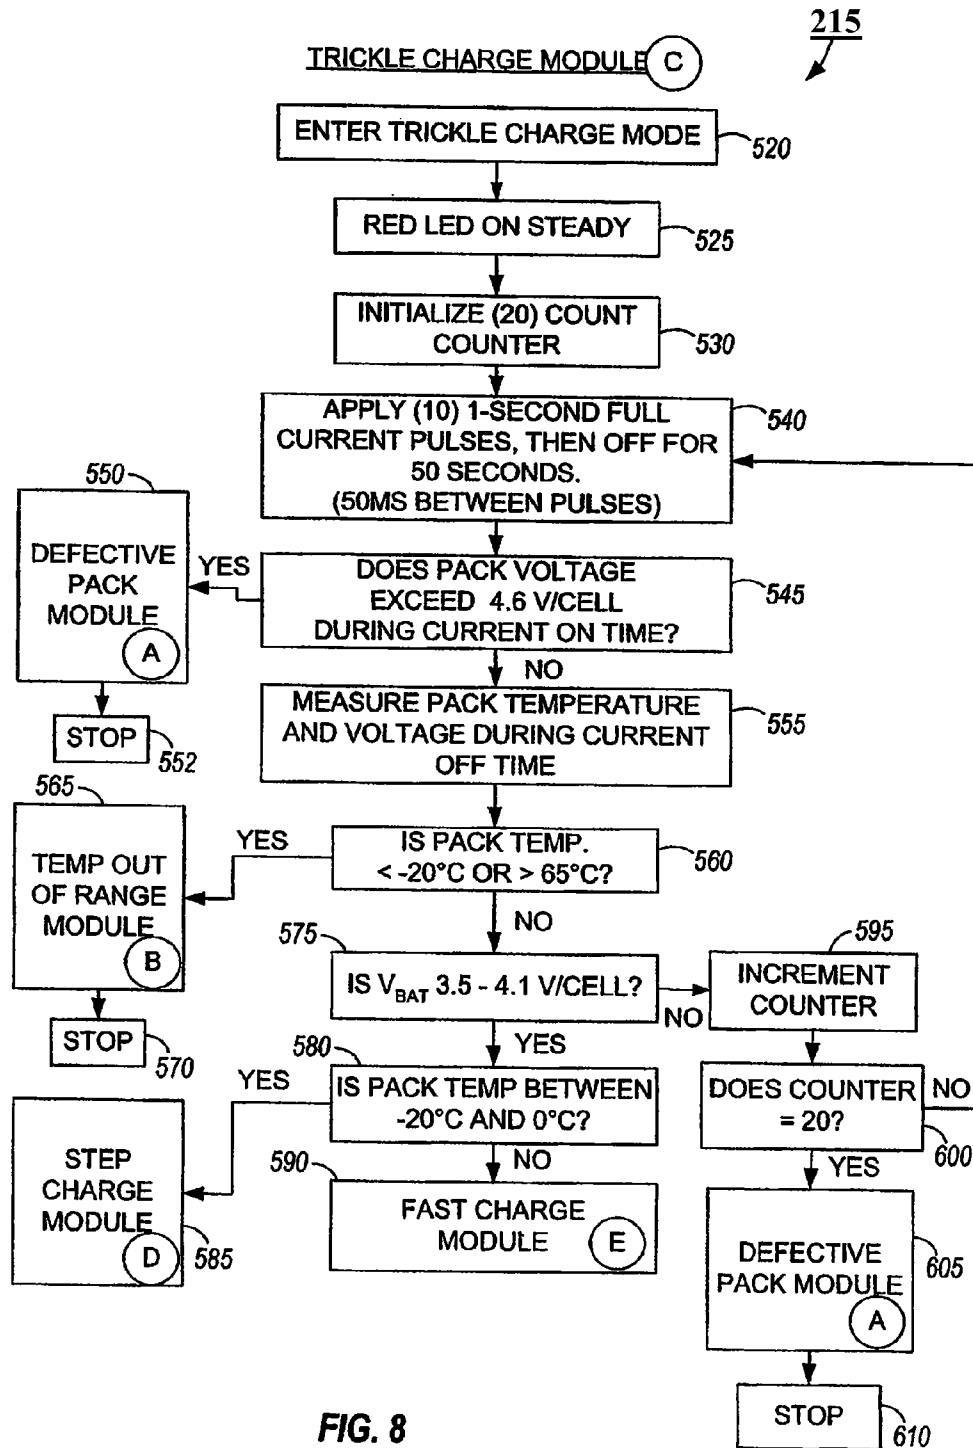 215
TRICKLE CHARGE MODULE C
ENTER TRICKLE CHARGE MODE
520
RED LED ON STEADY
525
INITIALIZE (20) COUNT
COUNTER
530
APPLY (10) 1-SECOND FULL
CURRENT PULSES, THEN OFF FOR
50 SECONDS.
(50MS BETWEEN PULSES)
540
550
DEFECTIVE
PACK
MODULE
A
YES
DOES PACK VOLTAGE
EXCEED 4.6 V/CELL
DURING CURRENT ON TIME?
545
NO
STOP
552
MEASURE PACK TEMPERATURE
AND VOLTAGE DURING CURRENT
OFF TIME
555
565
TEMP OUT
OF RANGE
MODULE
B
YES
IS PACK TEMP.
< -20°C OR > 65°C?
560
NO
STOP
570
575
IS VBAT 3.5 - 4.1 V/CELL?
NO
595
INCREMENT
COUNTER
YES
580
IS PACK TEMP BETWEEN
-20°C AND 0°C?
YES
STEP
CHARGE
MODULE
D
585
NO
590
FAST CHARGE
MODULE
E
DOES COUNTER
= 20?
NO
600
YES
DEFECTIVE
PACK MODULE
A
605
STOP
610
FIG. 8